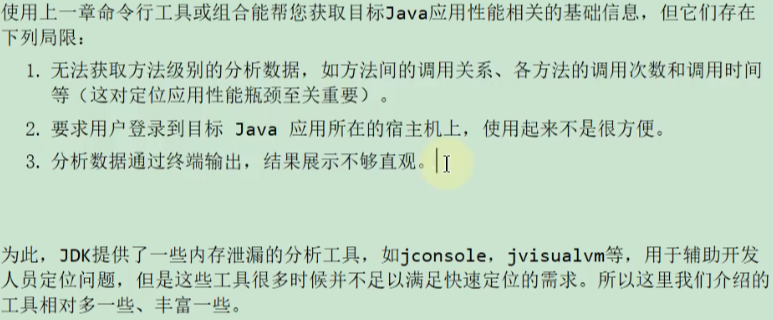 使用上一章命令行工具或组合能帮您获取目标Java应用性能相关的基础信息，但它们存在
下列局限：
1. 无法获取方法级别的分析数据，如方法间的调用关系、各方法的调用次数和调用时间
等（这对定位应用性能瓶颈至关重要）。
2. 要求用户登录到目标 Java 应用所在的宿主机上，使用起来不是很方便。
3. 分析数据通过终端输出，结果展示不够直观。
为此，JDK提供了一些内存泄漏的分析工具，如jconsole，jvisualvm等，用于辅助开发
人员定位问题，但是这些工具很多时候并不足以满足快速定位的需求。所以这里我们介绍的
工具相对多一些、丰富一些。